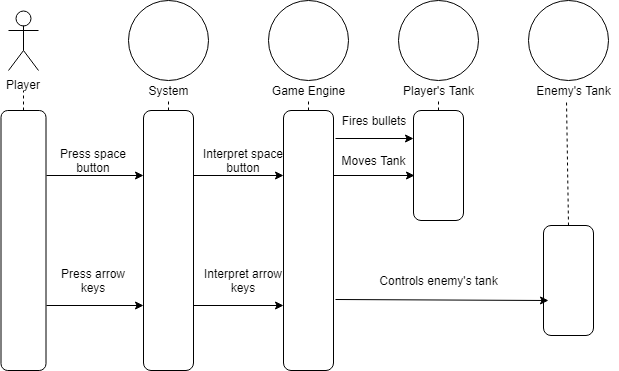 Player
System
Game Engine
Player's Tank
Enemy's Tank
Fires bullets
Press space
button
Interpret space
button
Moves Tank
Press arrow
keys
Interpret arrow
keys
Controls enemy's tank